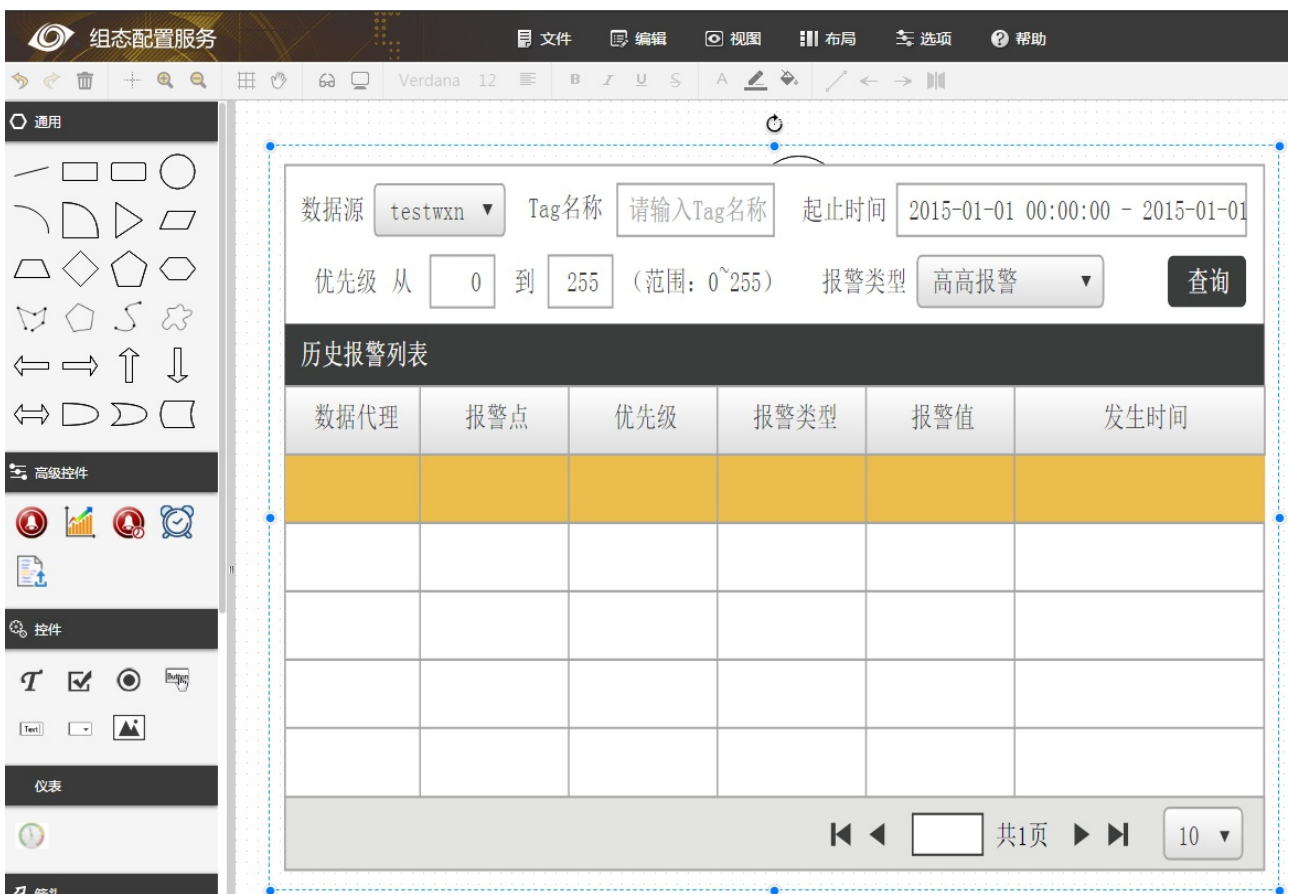 组态配置服务 文件 编辑 视图 布局 选项 帮助
Verdana 12 B I U S A
通用
数据源 testwxn ▼ Tag名称 请输入Tag名称 起止时间 2015-01-01 00:00:00 - 2015-01-01
优先级 从 0 到 255 (范围: 0~255) 报警类型 高高报警 ▼ 查询
历史报警列表
数据代理 报警点 优先级 报警类型 报警值 发生时间
高级控件
控件
T Button
Text
仪表
共1页 10 ▼
箭头